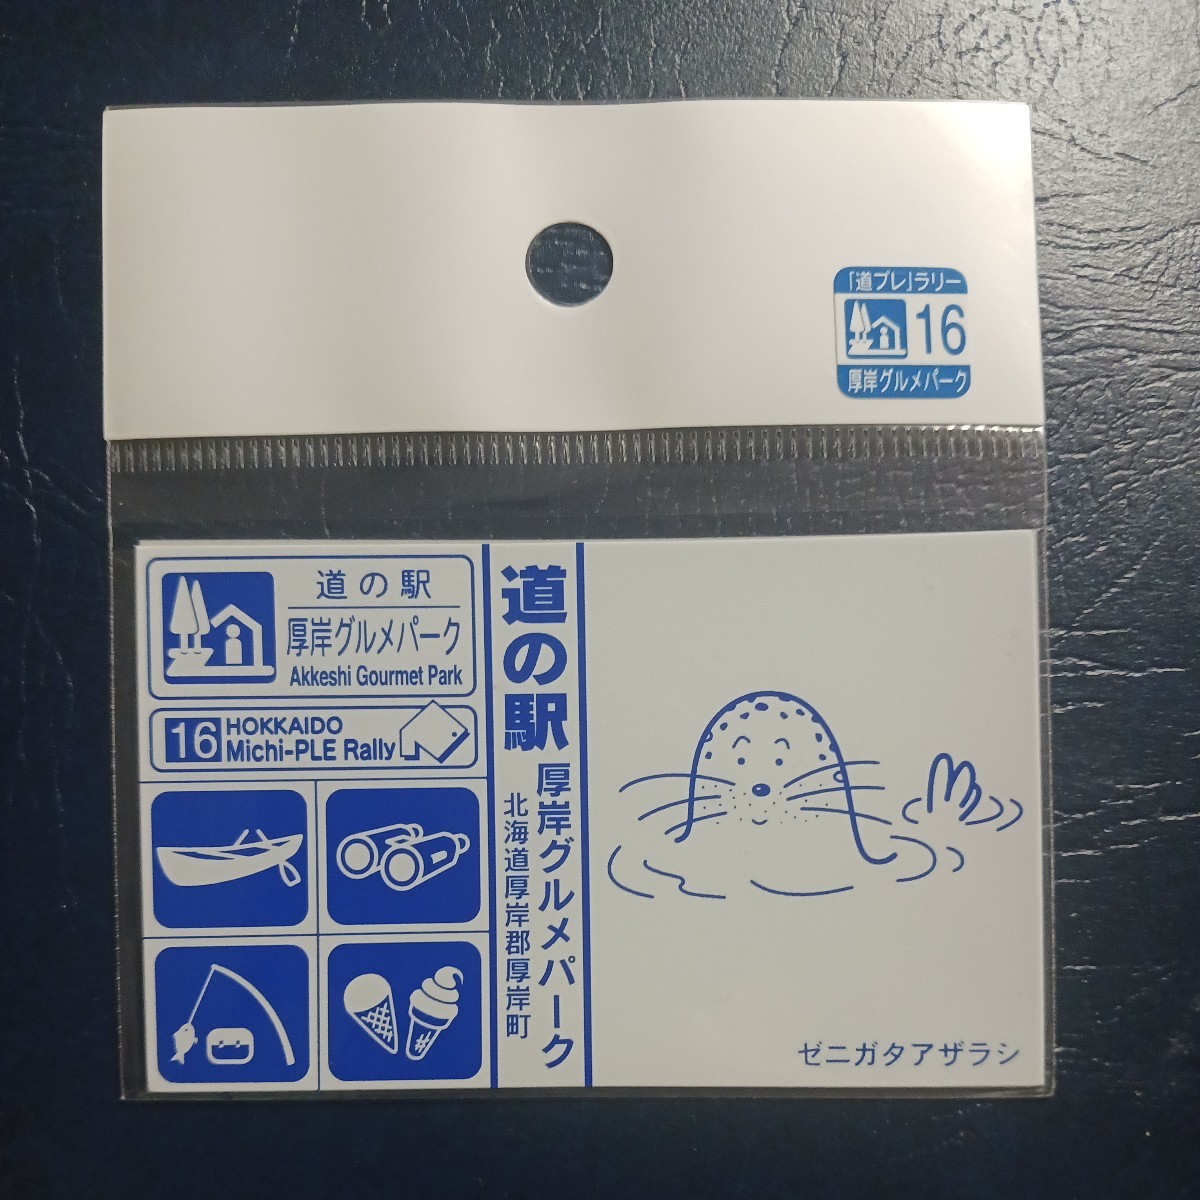 「道プレ」ラリー
16
厚岸グルメパーク
道の駅
厚岸グルメパーク
Akkeshi Gourmet Park
16
HOKKAIDO
Michi-PLE Rally
道の駅 厚岸グルメパーク
北海道厚岸郡厚岸町
ゼニガタアザラシ